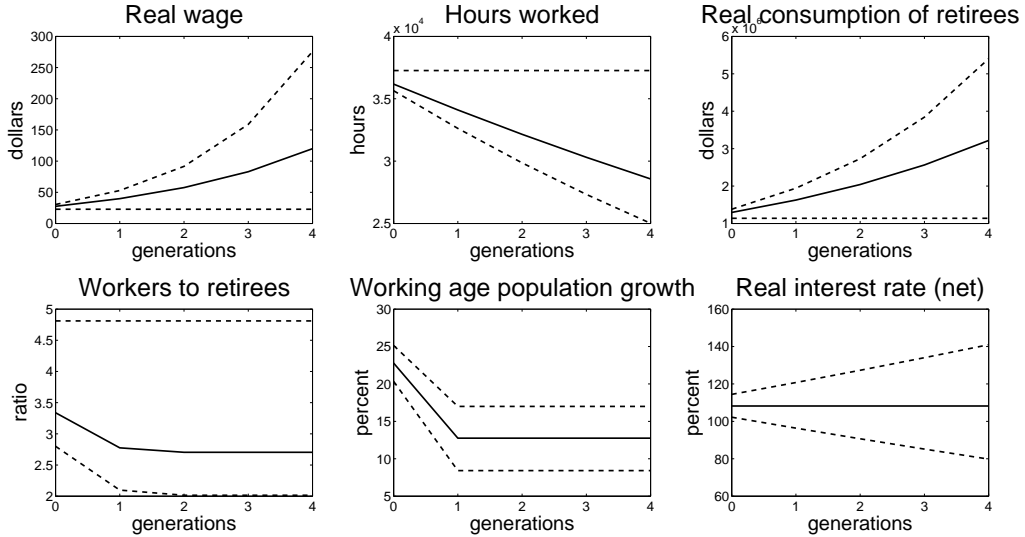 Real wage
300
250
200
150
100
50
0
dollars
0 1 2 3 4
generations
Hours worked
x 10^4
4
3.5
3
2.5
hours
0 1 2 3 4
generations
Real consumption of retirees
x 10^6
6
5
4
3
2
1
dollars
0 1 2 3 4
generations
Workers to retirees
5
4.5
4
3.5
3
2.5
2
ratio
0 1 2 3 4
generations
Working age population growth
30
25
20
15
10
5
percent
0 1 2 3 4
generations
Real interest rate (net)
160
140
120
100
80
60
percent
0 1 2 3 4
generations